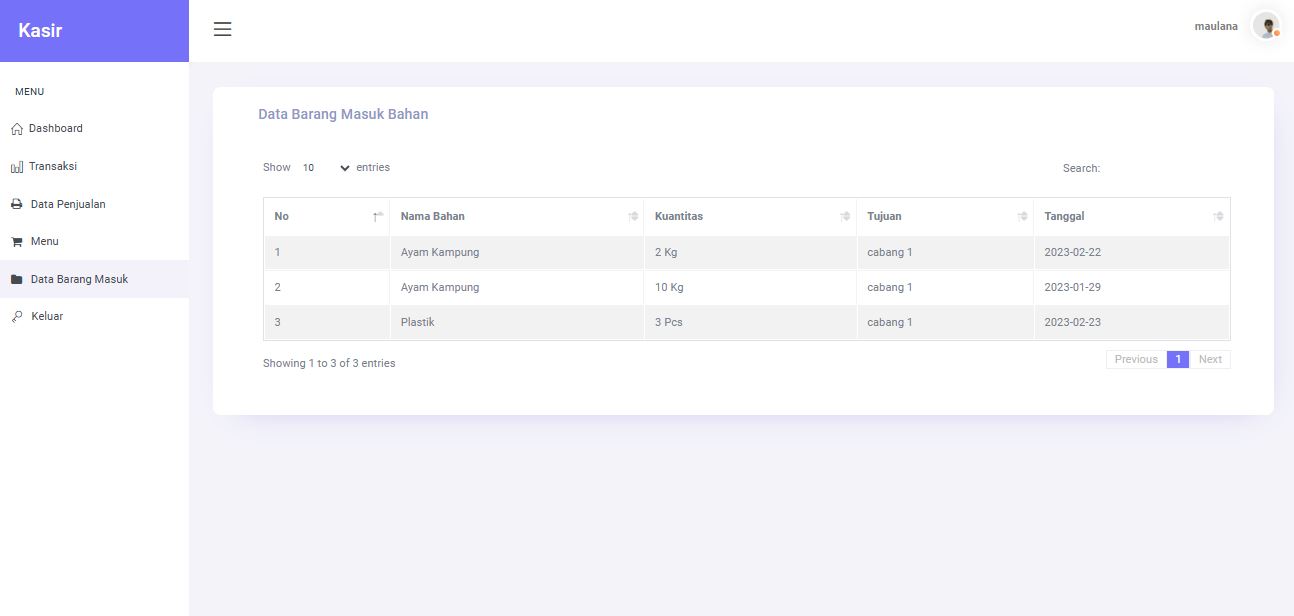 Kasir
maulana
MENU
Dashboard
Transaksi
Data Penjualan
Menu
Data Barang Masuk
Keluar
Data Barang Masuk Bahan
Show 10 entries
Search:
No Nama Bahan Kuantitas Tujuan Tanggal
1 Ayam Kampung 2 Kg cabang 1 2023-02-22
2 Ayam Kampung 10 Kg cabang 1 2023-01-29
3 Plastik 3 Pcs cabang 1 2023-02-23
Showing 1 to 3 of 3 entries
Previous 1 Next